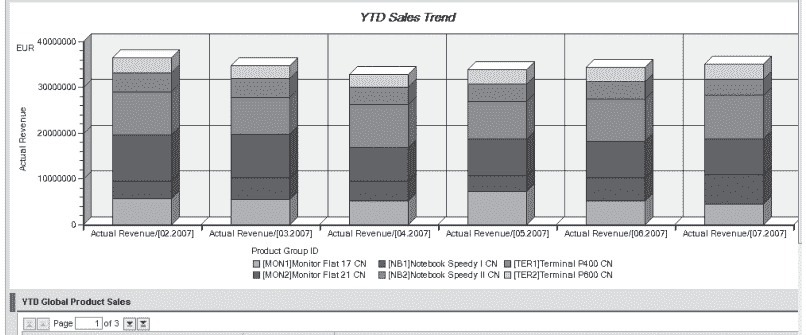 YTD Sales Trend
EUR
40000000
30000000
20000000
10000000
0
Actual Revenue
Actual Revenue/[02.2007] Actual Revenue/[03.2007] Actual Revenue/[04.2007] Actual Revenue/[05.2007] Actual Revenue/[06.2007] Actual Revenue/[07.2007]
Product Group ID
[MON1]Monitor Flat 17 CN [NB1]Notebook Speedy I CN [TER1]Terminal P400 CN
[MON2]Monitor Flat 21 CN [NB2]Notebook Speedy II CN [TER2]Terminal P600 CN
YTD Global Product Sales
Page 1 of 3